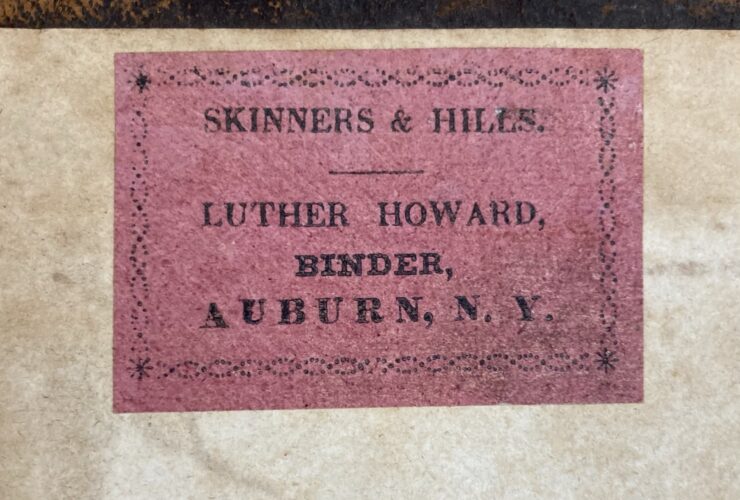 SKINNERS & HILLS.
LUTHER HOWARD,
BINDER,
AUBURN, N. Y.